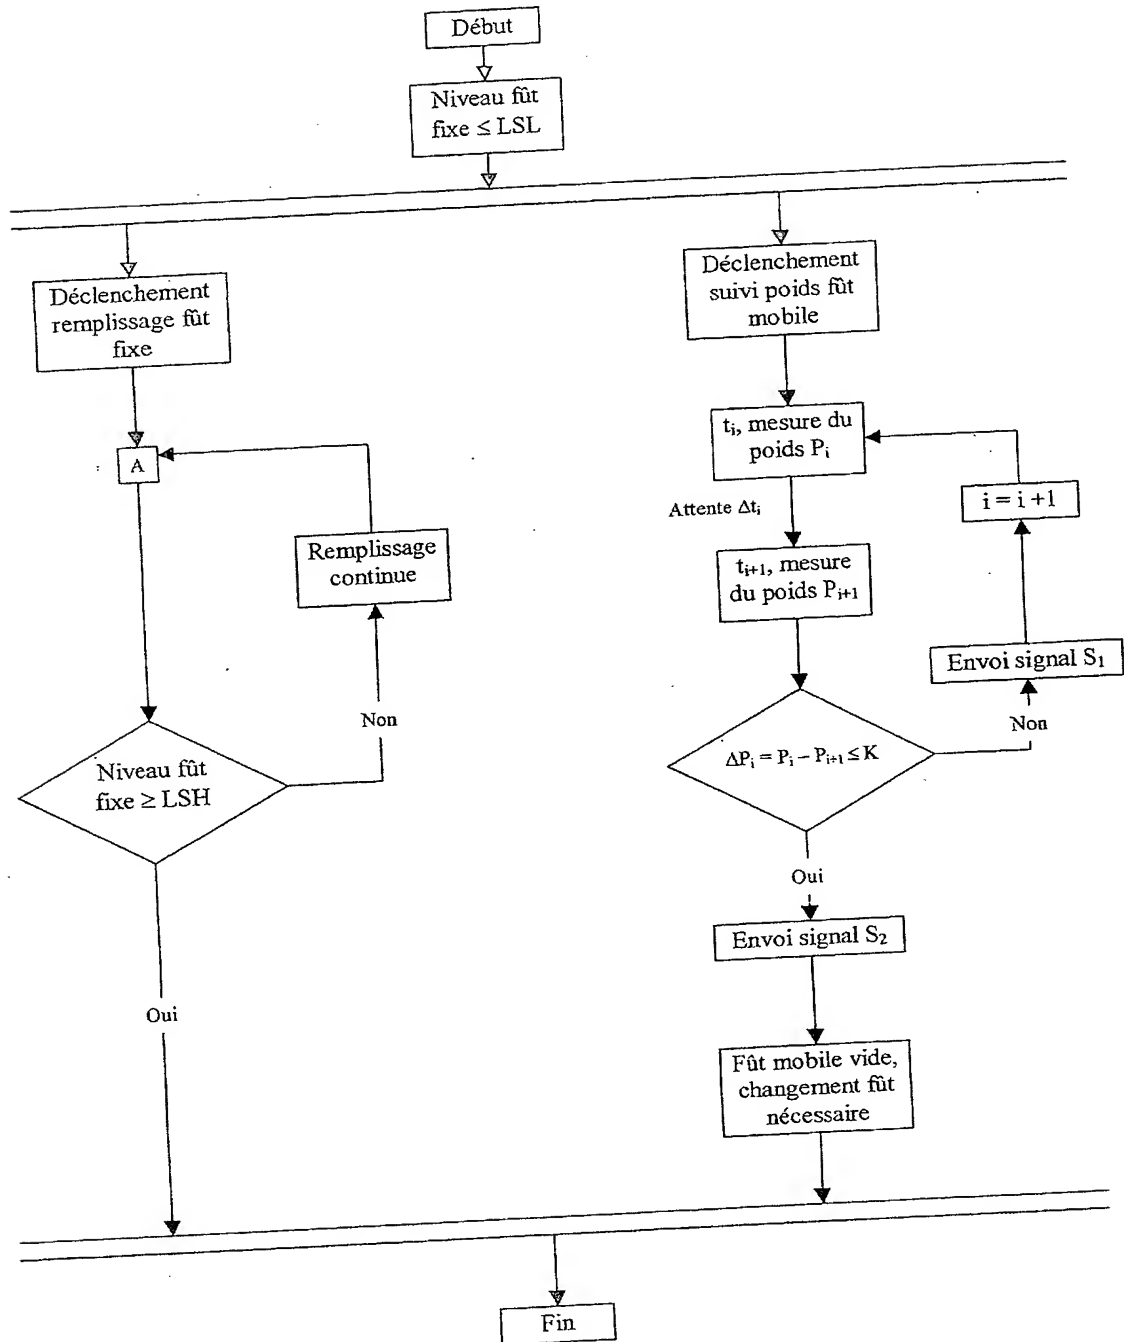 Début
Niveau fût
fixe ≤ LSL
Déclenchement
remplissage fût
fixe
A
Remplissage
continue
Non
Niveau fût
fixe ≥ LSH
Oui
Déclenchement
suivi poids fût
mobile
tᵢ, mesure du
poids Pᵢ
Attente Δtᵢ
tᵢ₊₁, mesure
du poids Pᵢ₊₁
i = i +1
Envoi signal S₁
Non
ΔPᵢ = Pᵢ – Pᵢ₊₁ ≤ K
Oui
Envoi signal S₂
Fût mobile vide,
changement fût
nécessaire
Fin